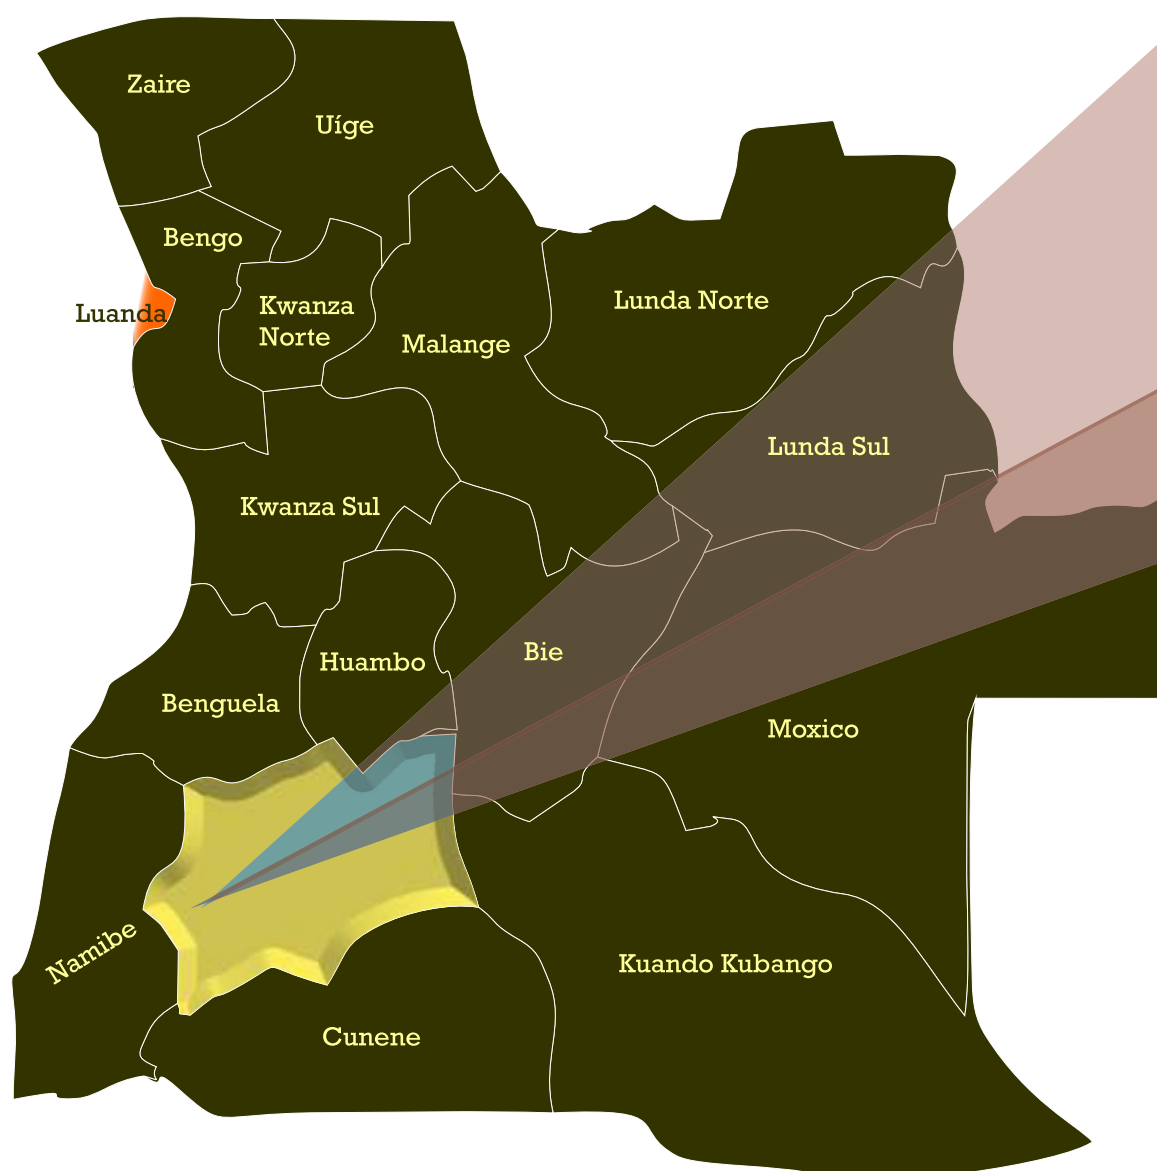 Zaire
Uíge
Bengo
Luanda
Kwanza
Norte
Malange
Lunda Norte
Lunda Sul
Kwanza Sul
Huambo
Bie
Benguela
Moxico
Namibe
Kuando Kubango
Cunene